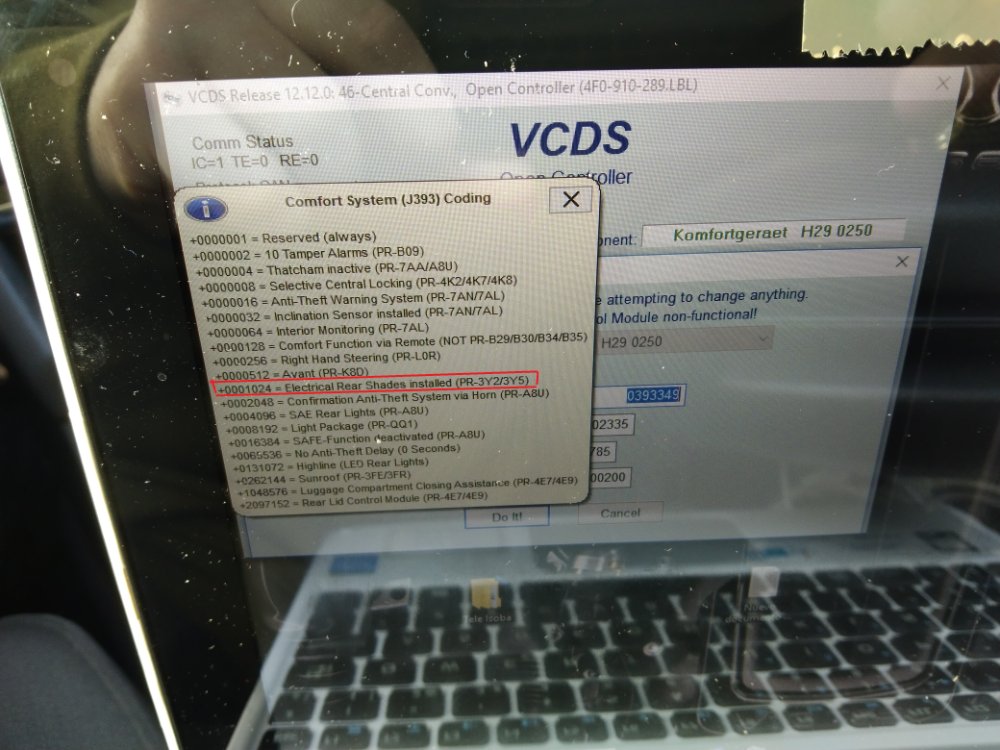 VCDS Release 12.12.0: 46-Central Conv., Open Controller (4F0-910-289.LBL)
Comm Status
IC=1 TE=0 RE=0
VCDS
Open Controller
Comfort System (J393) Coding
+0000001 = Reserved (always)
+0000002 = 10 Tamper Alarms (PR-B09)
+0000004 = Thatcham inactive (PR-7AA/A8U)
+0000008 = Selective Central Locking (PR-4K2/4K7/4K8)
+0000016 = Anti-Theft Warning System (PR-7AN/7AL)
+0000032 = Inclination Sensor installed (PR-7AN/7AL)
+0000064 = Interior Monitoring (PR-7AL)
+0000128 = Comfort Function via Remote (NOT PR-B29/B30/B34/B35)
+0000256 = Right Hand Steering (PR-L0R)
+0000512 = Avant (PR-K8D)
+0001024 = Electrical Rear Shades installed (PR-3Y2/3Y5)
+0002048 = Confirmation Anti-Theft System via Horn (PR-A8U)
+0004096 = SAE Rear Lights (PR-A8U)
+0008192 = Light Package (PR-QQ1)
+0016384 = SAFE-Function deactivated (PR-A8U)
+0065536 = No Anti-Theft Delay (0 Seconds)
+0131072 = Highline (LED Rear Lights)
+0262144 = Sunroof (PR-3FE/3FR)
+1048576 = Luggage Compartment Closing Assistance (PR-4E7/4E9)
+2097152 = Rear Lid Control Module (PR-4E7/4E9)
onent: Komfortgeraet H29 0250
e attempting to change anything.
ol Module non-functional!
H29 0250
0393349
02335
785
00200
Do It!
Cancel